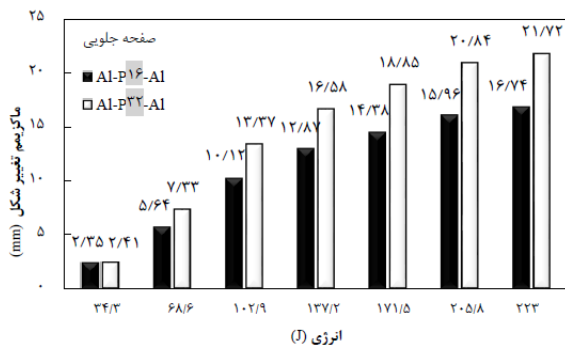 صفحه جلویی
Al-P۱۶-Al
Al-P۳۲-Al
ماکزیمم تغییر شکل (mm)
۲۵
۲۰
۱۵
۱۰
۵
۰
۲/۳۵ ۲/۴۱
۵/۶۴ ۷/۳۳
۱۰/۱۲ ۱۳/۳۷
۱۲/۸۷ ۱۶/۵۸
۱۴/۳۸ ۱۸/۸۵
۱۵/۹۶ ۲۰/۸۴
۱۶/۷۴ ۲۱/۷۲
۳۴/۳ ۶۸/۶ ۱۰۲/۹ ۱۳۷/۲ ۱۷۱/۵ ۲۰۵/۸ ۲۲۳
انرژی (J)